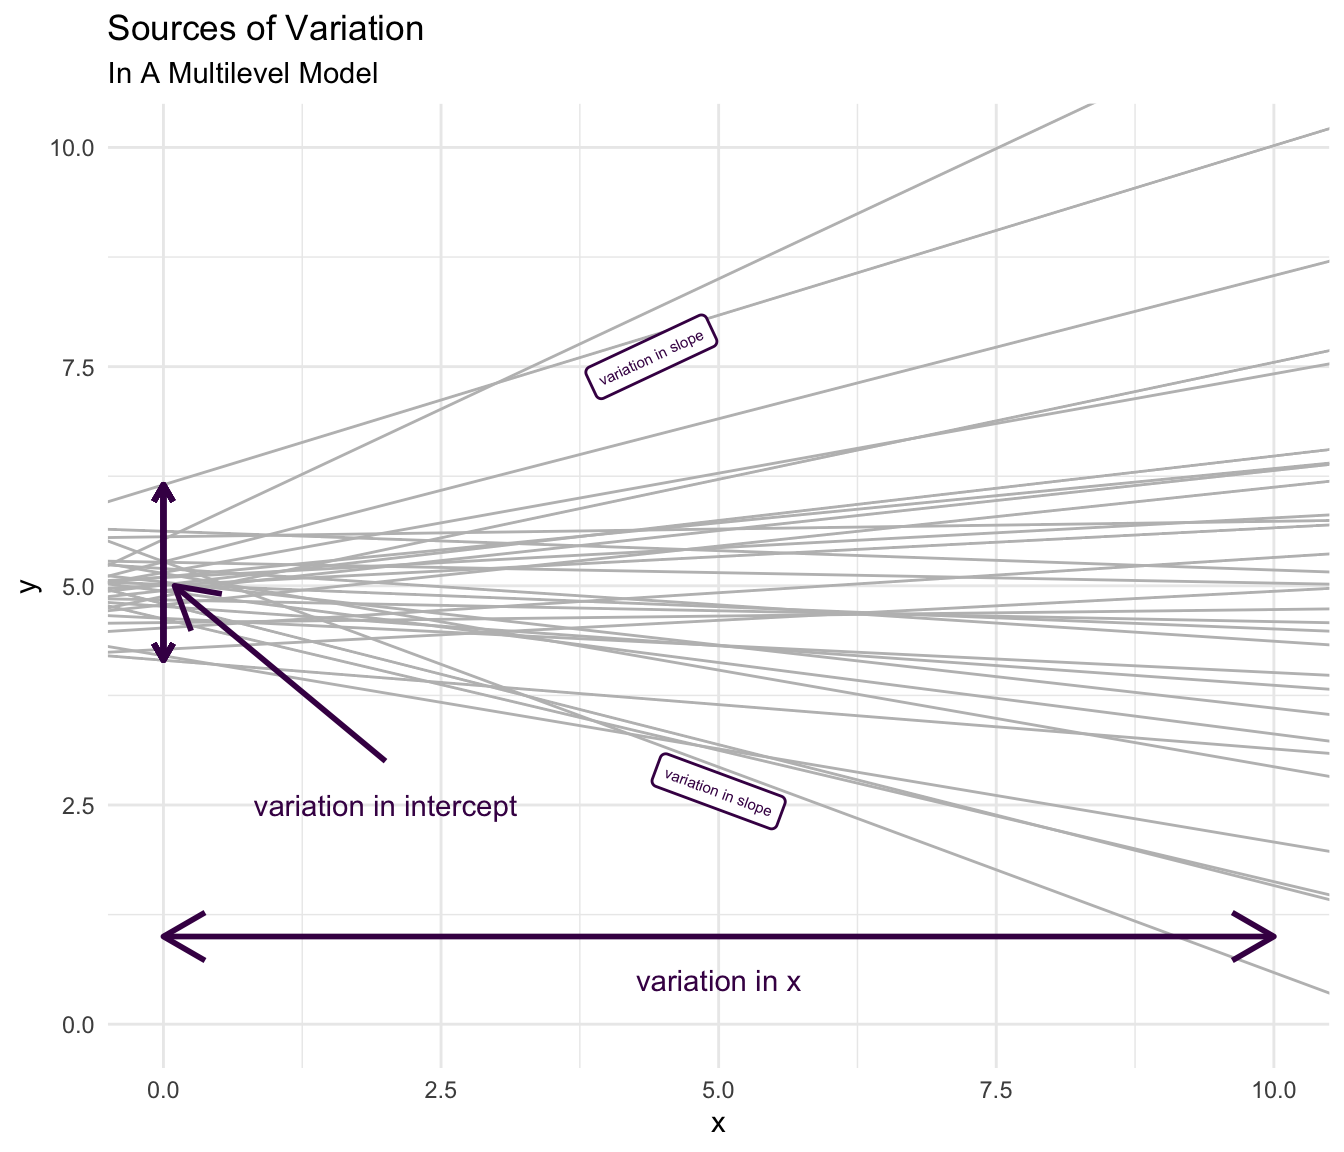 Sources of Variation
In A Multilevel Model
10.0
7.5
5.0
2.5
0.0
y
variation in slope
variation in intercept
variation in slope
variation in x
0.0 2.5 5.0 7.5 10.0
x